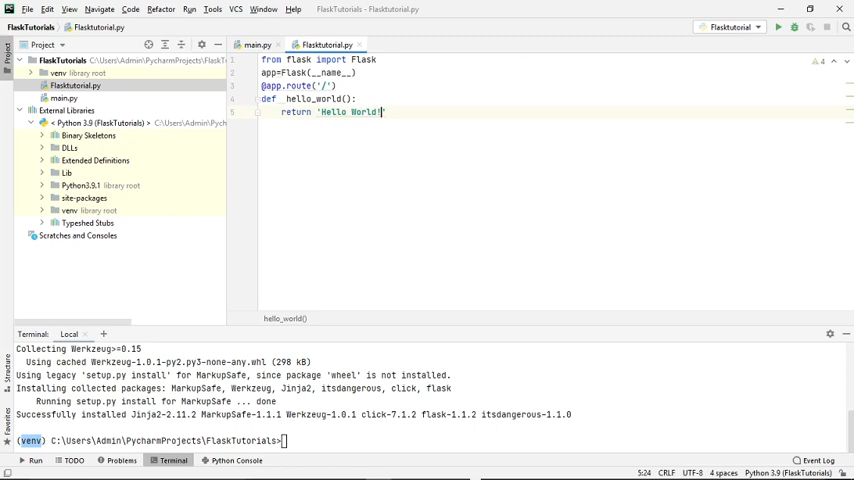 File Edit View Navigate Code Refactor Run Tools VCS Window Help FlaskTutorials - Flasktutorial.py
FlaskTutorials Flasktutorial.py
Flasktutorial
Project
main.py
Flasktutorial.py
FlaskTutorials C:\Users\Admin\PycharmProjects\FlaskT
venv library root
Flasktutorial.py
main.py
External Libraries
< Python 3.9 (FlaskTutorials) > C:\Users\Admin\Pych
Binary Skeletons
DLLs
Extended Definitions
Lib
Python3.9.1 library root
site-packages
venv library root
Typeshed Stubs
Scratches and Consoles
1 from flask import Flask
2 app=Flask(__name__)
3 @app.route('/')
4 def hello_world():
5 return 'Hello World!'
4
hello_world()
Project
Structure
Favorites
Terminal: Local
Collecting Werkzeug>=0.15
Using cached Werkzeug-1.0.1-py2.py3-none-any.whl (298 kB)
Using legacy 'setup.py install' for MarkupSafe, since package 'wheel' is not installed.
Installing collected packages: MarkupSafe, Werkzeug, Jinja2, itsdangerous, click, flask
Running setup.py install for MarkupSafe ... done
Successfully installed Jinja2-2.11.2 MarkupSafe-1.1.1 Werkzeug-1.0.1 click-7.1.2 flask-1.1.2 itsdangerous-1.1.0
(venv) C:\Users\Admin\PycharmProjects\FlaskTutorials>
Run TODO Problems Terminal Python Console Event Log
5:24 CRLF UTF-8 4 spaces Python 3.9 (FlaskTutorials)